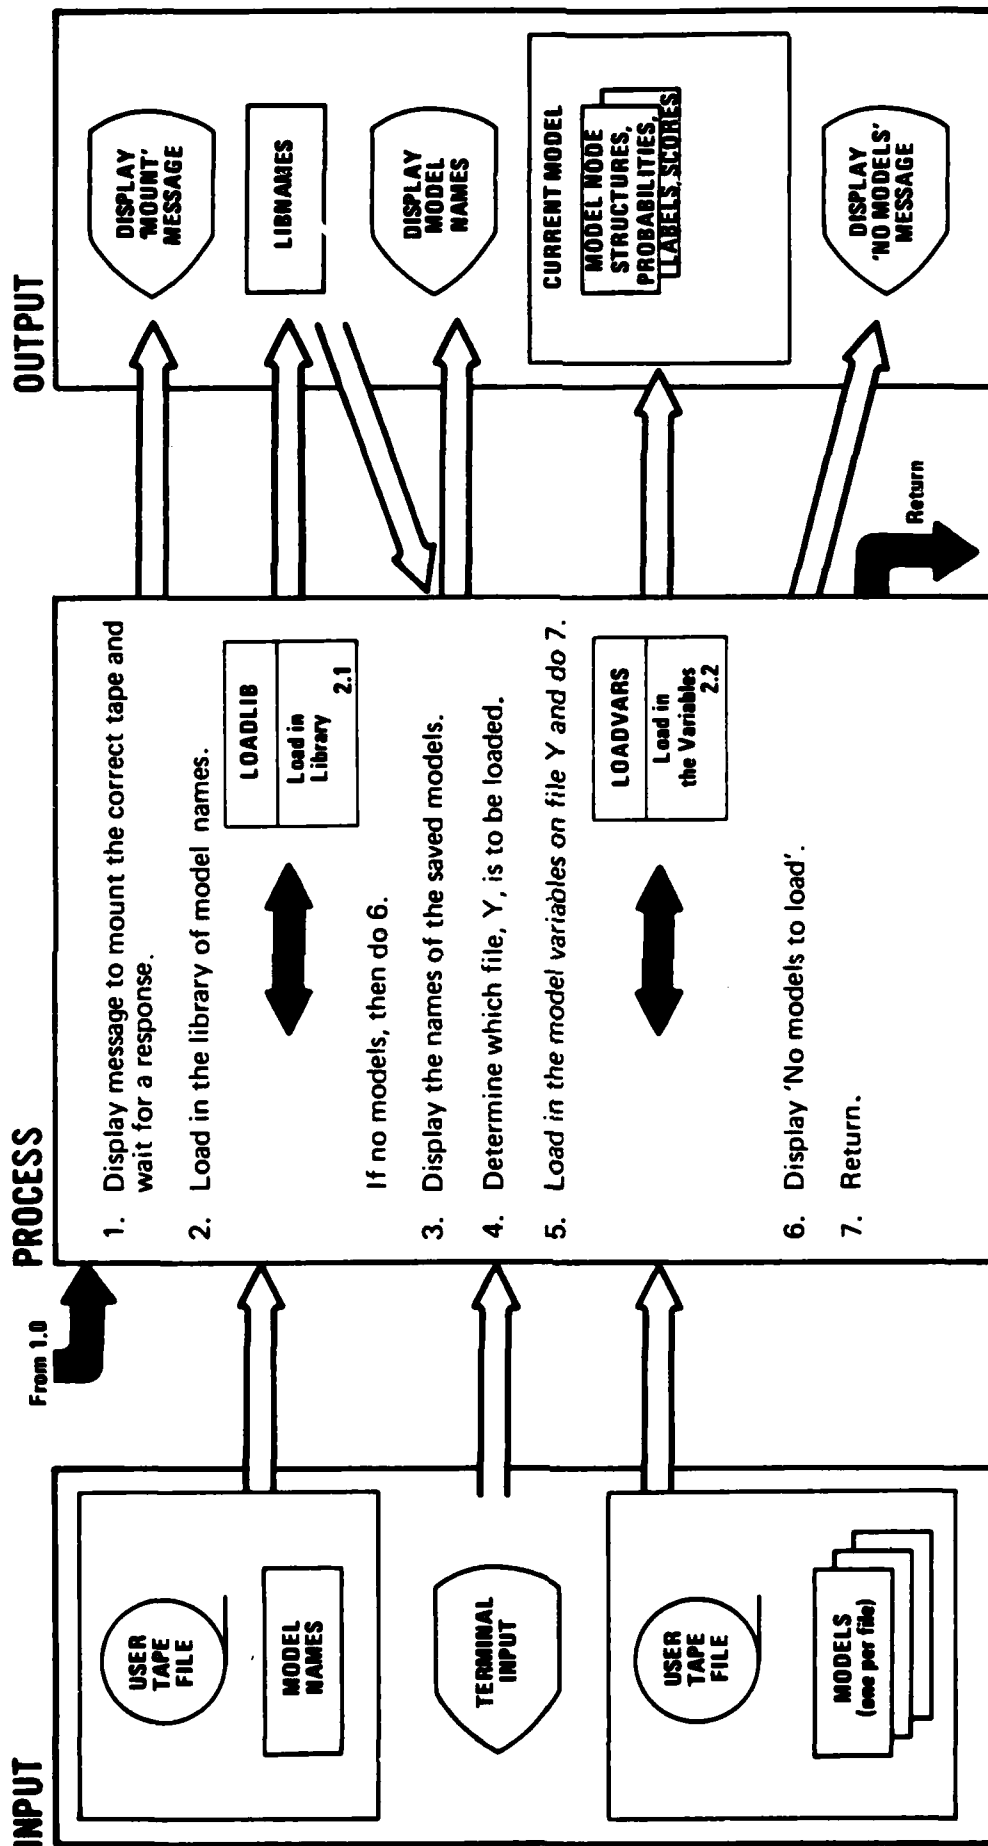 INPUT
USER
TAPE
FILE
MODEL
NAMES
TERMINAL
INPUT
USER
TAPE
FILE
MODELS
(one per file)
From 1.0
PROCESS
1. Display message to mount the correct tape and
wait for a response.
2. Load in the library of model names.
LOADLIB
Load in
Library
2.1
If no models, then do 6.
3. Display the names of the saved models.
4. Determine which file, Y, is to be loaded.
5. Load in the model variables on file Y and do 7.
LOADVARS
Load in
the Variables
2.2
6. Display 'No models to load'.
7. Return.
Return
OUTPUT
DISPLAY
'MOUNT'
MESSAGE
LIBNAMES
DISPLAY
MODEL
NAMES
CURRENT MODEL
MODEL NODE
STRUCTURES,
PROBABILITIES,
LABELS, SCORES
DISPLAY
'NO MODELS'
MESSAGE